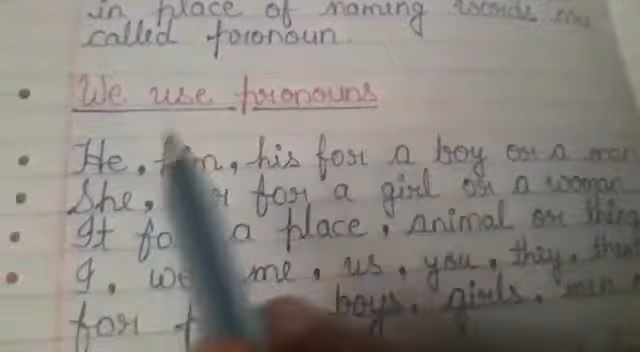 in place of naming words
called pronoun.
We use pronouns
He, him, his for a boy or a man
She, for a girl or a woman
It for a place, animal or thing
I, we me, us, you, they,
for boys, girls, men